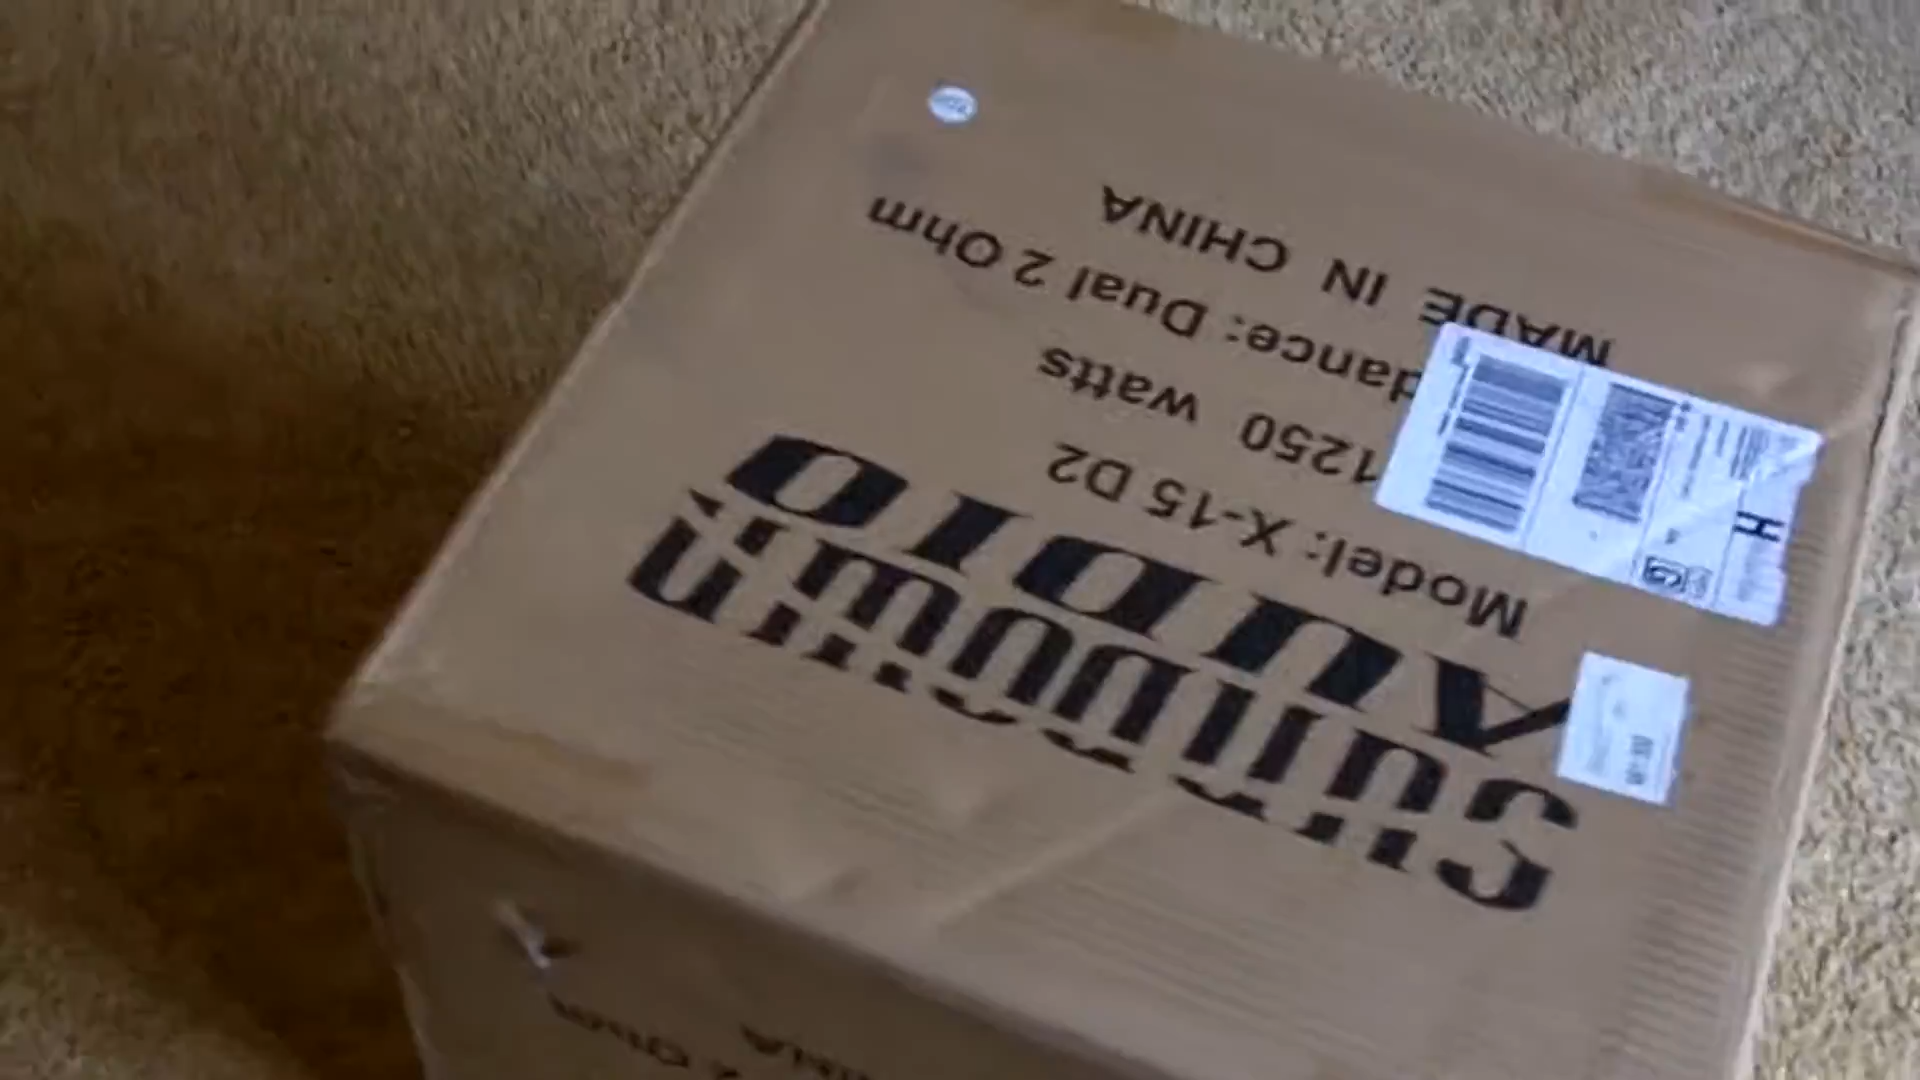 SUNDOWN
AUDIO
Model: X-15 D2
1250 watts
dance: Dual 2 Ohm
MADE IN CHINA
H